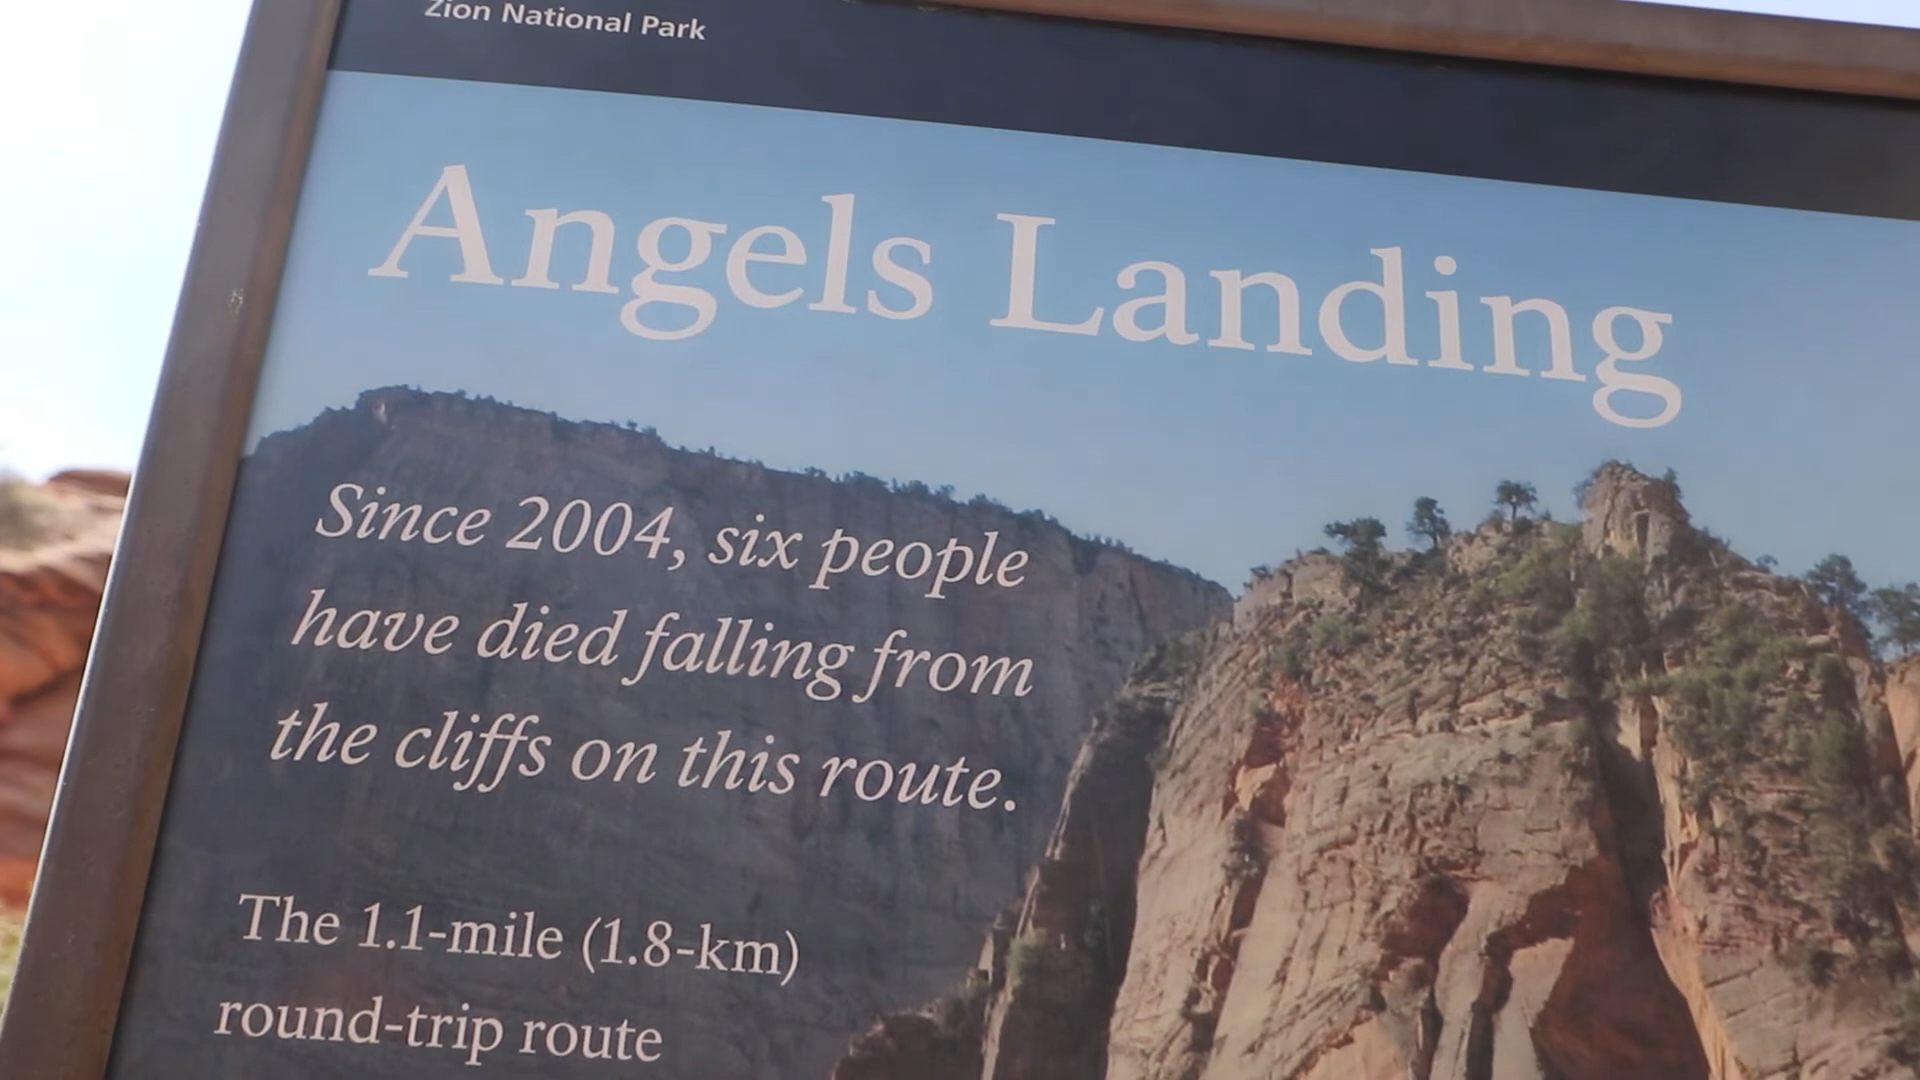 Zion National Park
Angels Landing
Since 2004, six people
have died falling from
the cliffs on this route.
The 1.1-mile (1.8-km)
round-trip route